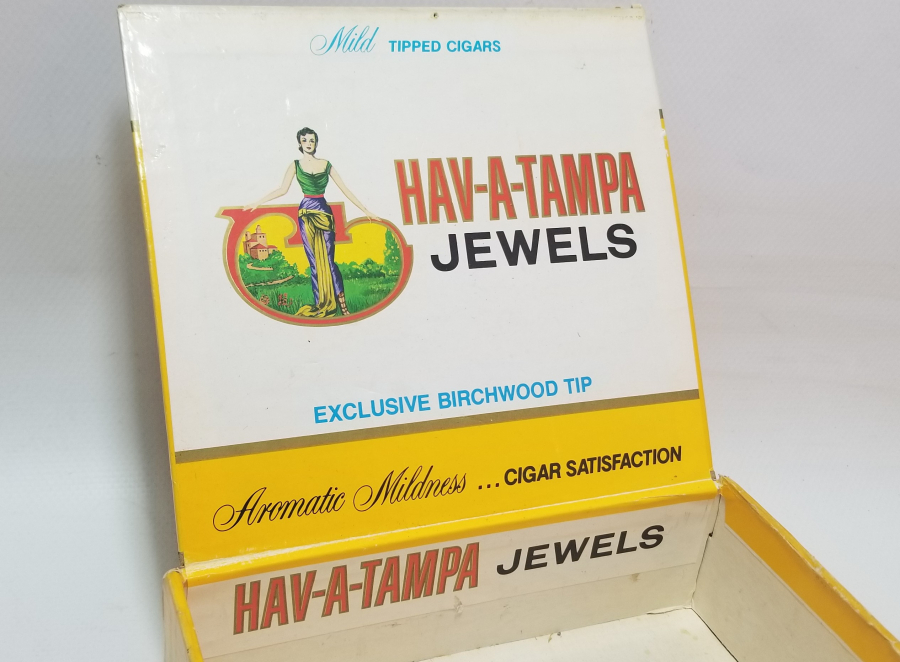 Mild TIPPED CIGARS
HAV-A-TAMPA
JEWELS
EXCLUSIVE BIRCHWOOD TIP
Aromatic Mildness ...CIGAR SATISFACTION
HAV-A-TAMPA JEWELS